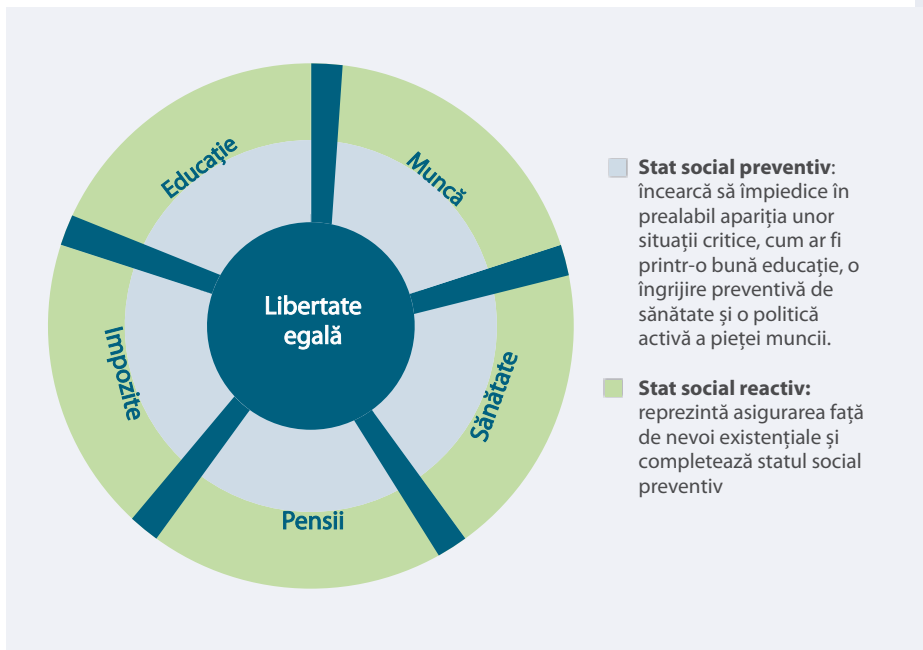 Educaţie
Muncă
Libertate
egală
Impozite
Sănătate
Pensii
Stat social preventiv:
încearcă să împiedice în
prealabil apariția unor
situații critice, cum ar fi
printr-o bună educație, o
îngrijire preventivă de
sănătate și o politică
activă a pieței muncii.
Stat social reactiv:
reprezintă asigurarea față
de nevoi existențiale și
completează statul social
preventiv